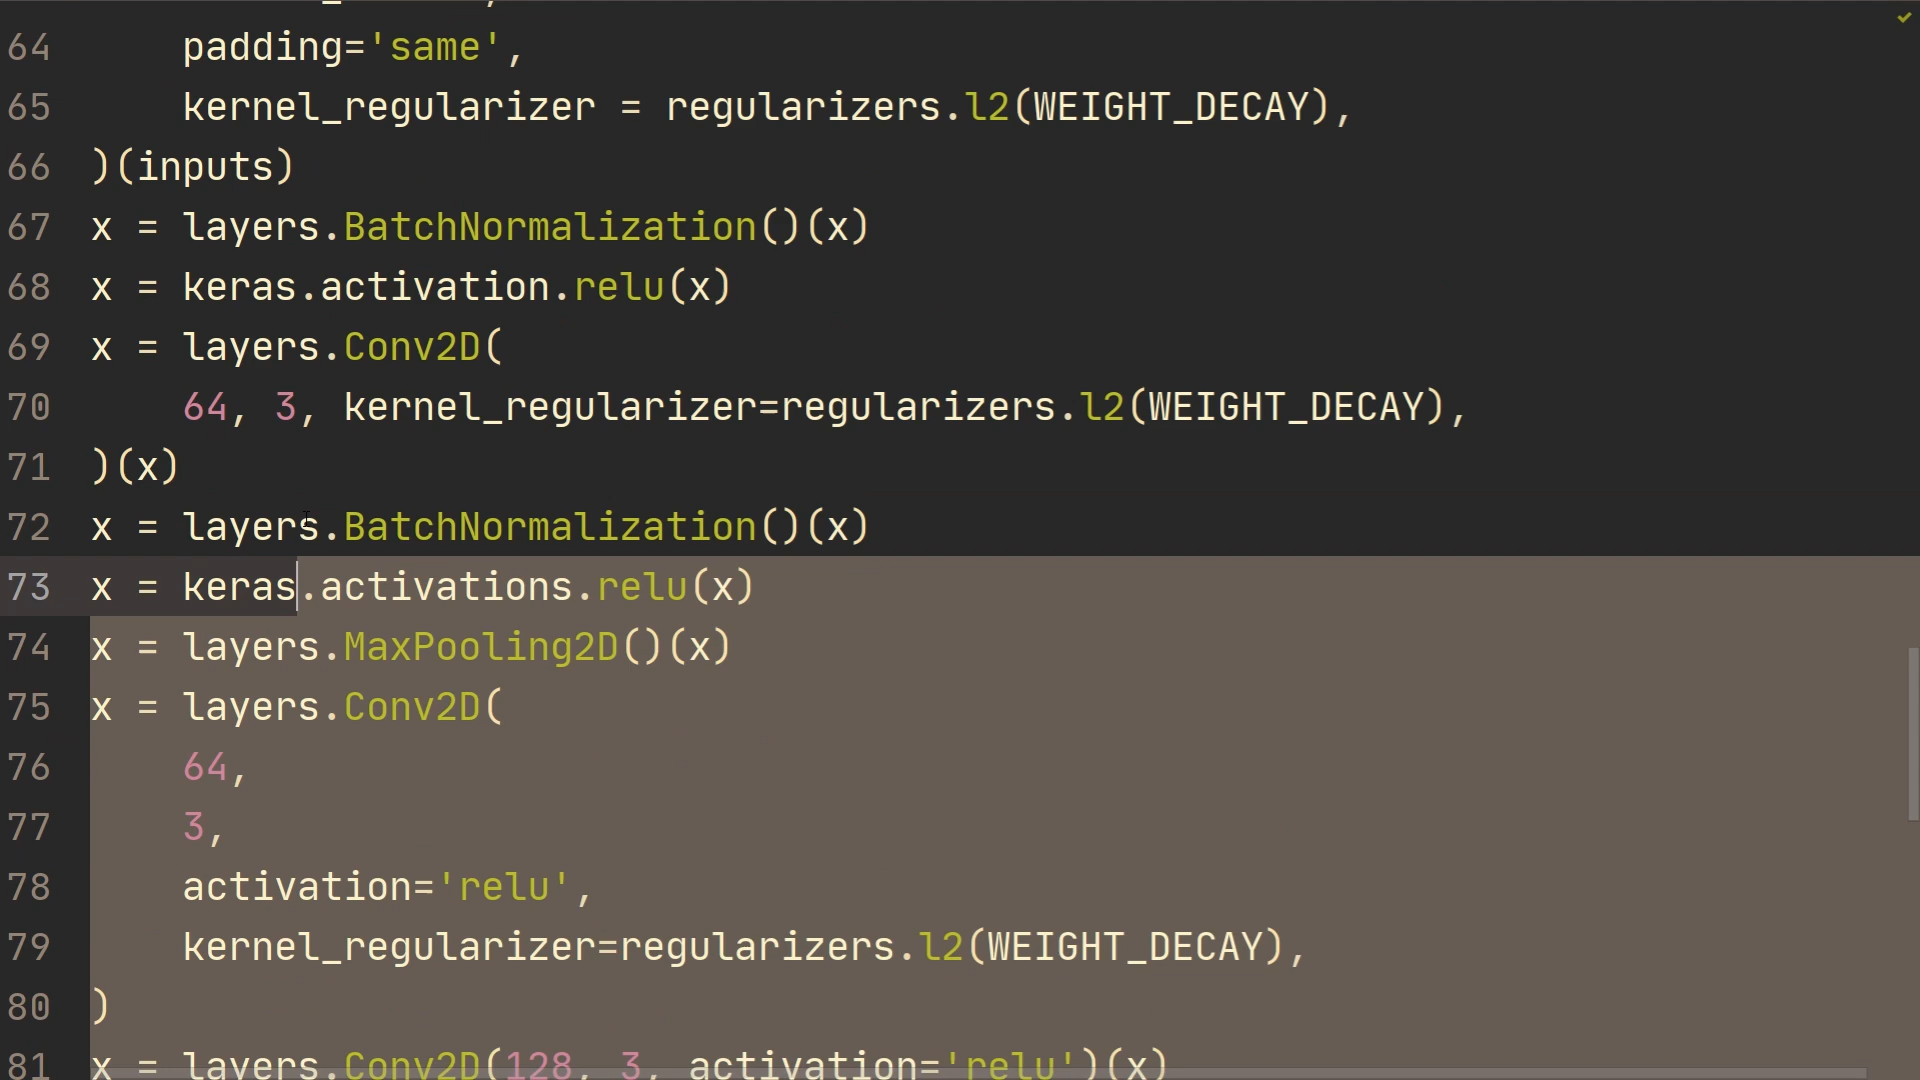 64 padding='same',
65 kernel_regularizer = regularizers.l2(WEIGHT_DECAY),
66 )(inputs)
67 x = layers.BatchNormalization()(x)
68 x = keras.activation.relu(x)
69 x = layers.Conv2D(
70 64, 3, kernel_regularizer=regularizers.l2(WEIGHT_DECAY),
71 )(x)
72 x = layers.BatchNormalization()(x)
73 x = keras.activations.relu(x)
74 x = layers.MaxPooling2D()(x)
75 x = layers.Conv2D(
76 64,
77 3,
78 activation='relu',
79 kernel_regularizer=regularizers.l2(WEIGHT_DECAY),
80 )
81 x = layers.Conv2D(128, 3, activation='relu')(x)